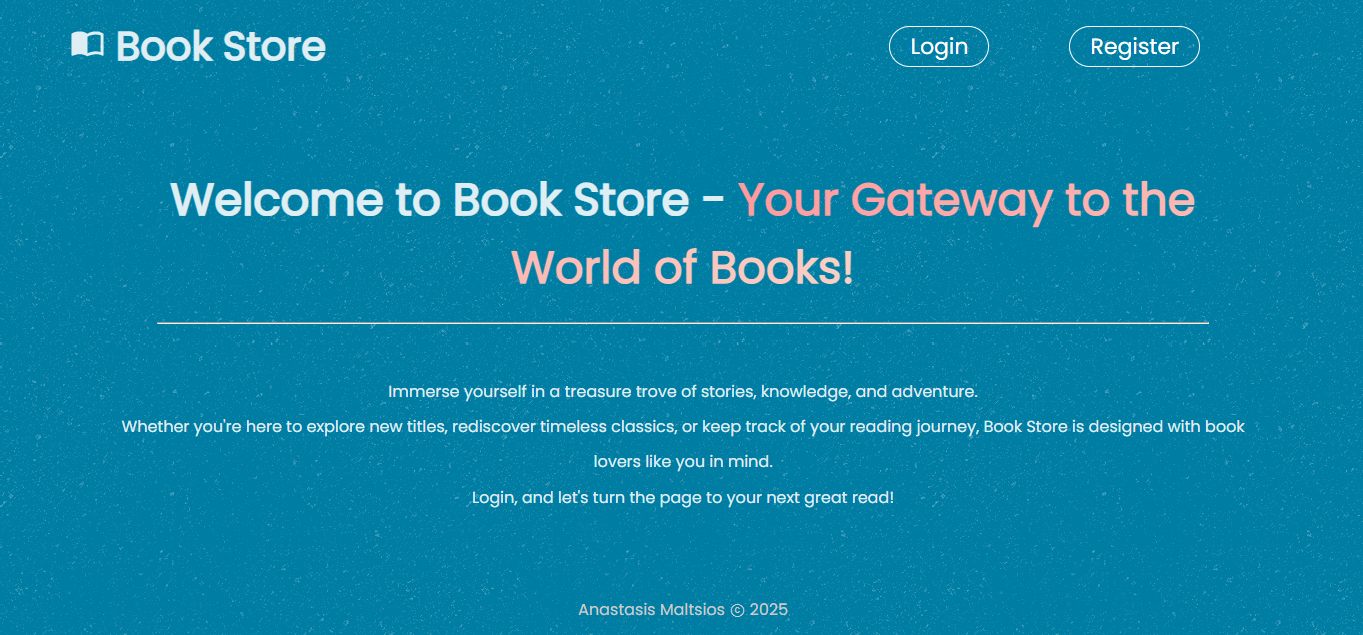 Book Store
Login
Register
Welcome to Book Store - Your Gateway to the
World of Books!
Immerse yourself in a treasure trove of stories, knowledge, and adventure.
Whether you're here to explore new titles, rediscover timeless classics, or keep track of your reading journey, Book Store is designed with book
lovers like you in mind.
Login, and let's turn the page to your next great read!
Anastasis Maltsios © 2025